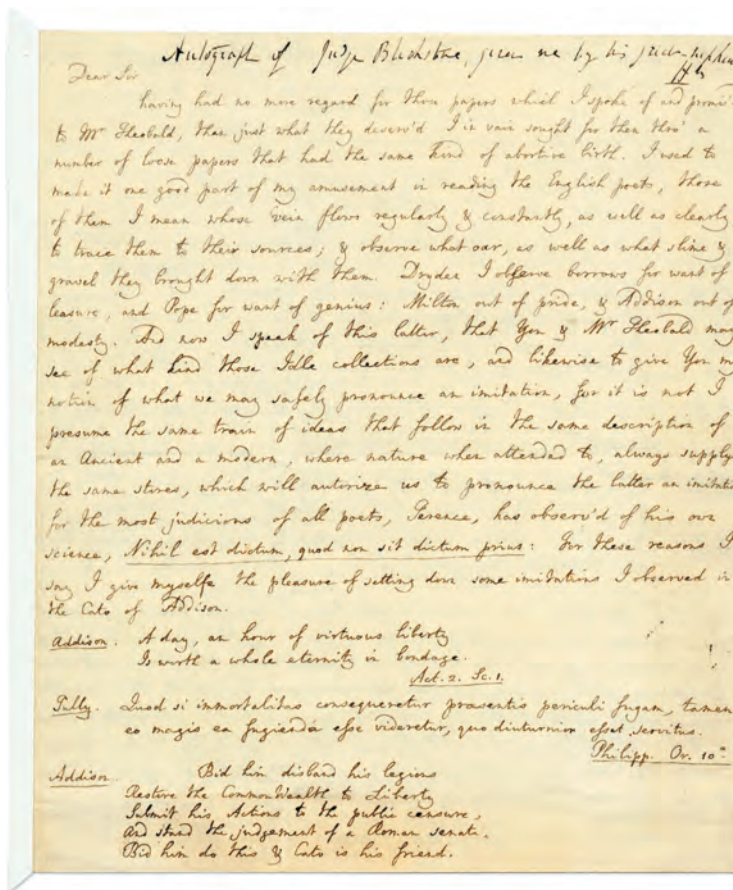 Autograph of Judge Blackstone, given me by his great-nephew
Dear Sir
having had no more regard for those papers which I spoke of and promis'd
to Mr Theobald, than just what they deserv'd I in vain sought for them thro' a
number of loose papers that had the same kind of abortive birth. I used to
make it one good part of my amusement in reading the English poets, those
of them I mean whose vein flows regularly & constantly, as well as clearly
to trace them to their sources; & observe what oar, as well as what slime &
gravel they brought down with them. Dryden I observe borrows for want of
leasure, and Pope for want of genius: Milton out of pride, & Addison out of
modesty. And now I speak of this latter, that You & Mr Theobald may
see of what kind those Idle collections are, and likewise to give You my
notion of what we may safely pronounce an imitation, for it is not I
presume the same train of ideas that follow in the same description of
an Ancient and a modern, where nature when attended to, always supply
the same stores, which will autorize us to pronounce the latter an imitatio
for the most judicious of all poets, Terence, has observ'd of his own
science, Nihil est dictum, quod non sit dictum prius: For these reasons I
say I give myselfe the pleasure of setting down some imitations I observed in
the Cato of Addison.
Addison. A day, an hour of virtuous liberty
Is worth a whole eternity in bondage.
Act. 2. Sc. 1.
Tully. Quod si immortalitas consequeretur præsentis periculi fugam, tamen
eo magis ea fugienda esse videretur, quo diuturnior esset servitus.
Philipp. Or. 10a
Addison. Bid him disband his legions
Restore the CommonWealth to Liberty
Submit his Actions to the public censure,
And stand the judgement of a Roman senate.
Bid him do this & Cato is his friend.